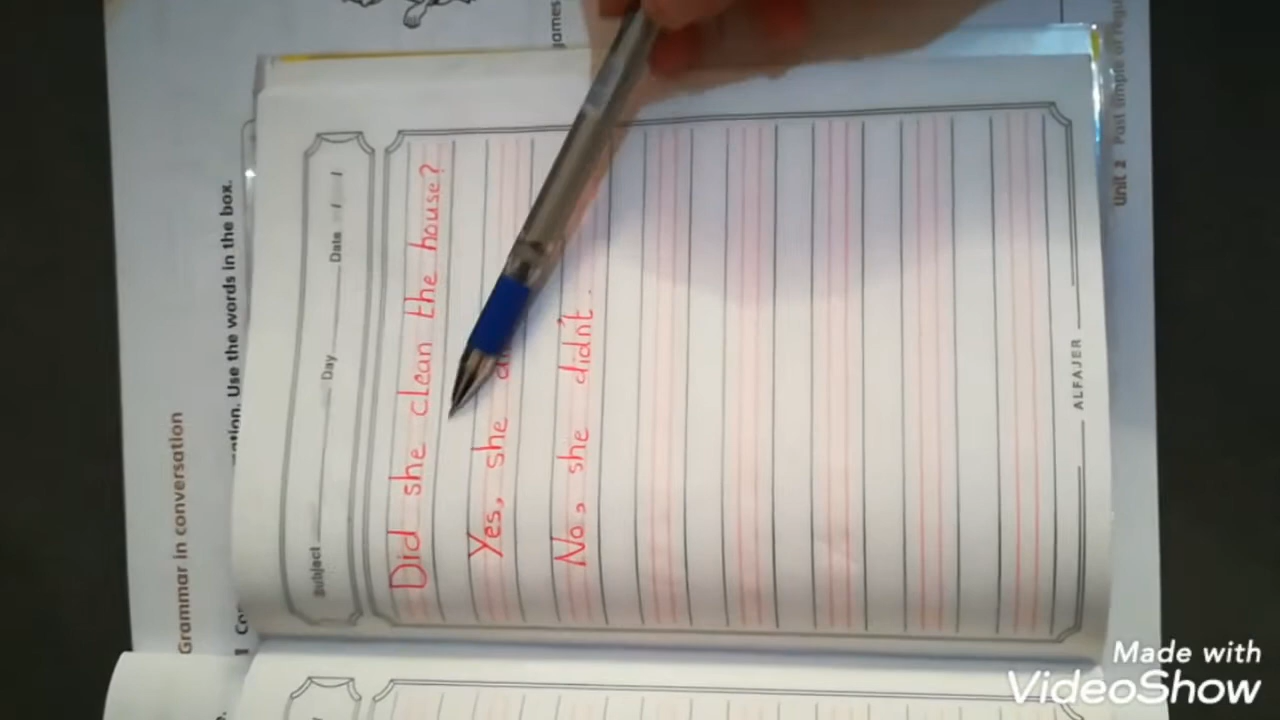 games
Grammar in conversation
Use the words in the box.
Subject Day Date / /
Did she clean the house?
Yes, she
No, she didn't.
ALFAJER
Unit 2 Past simple of
Made with
VideoShow